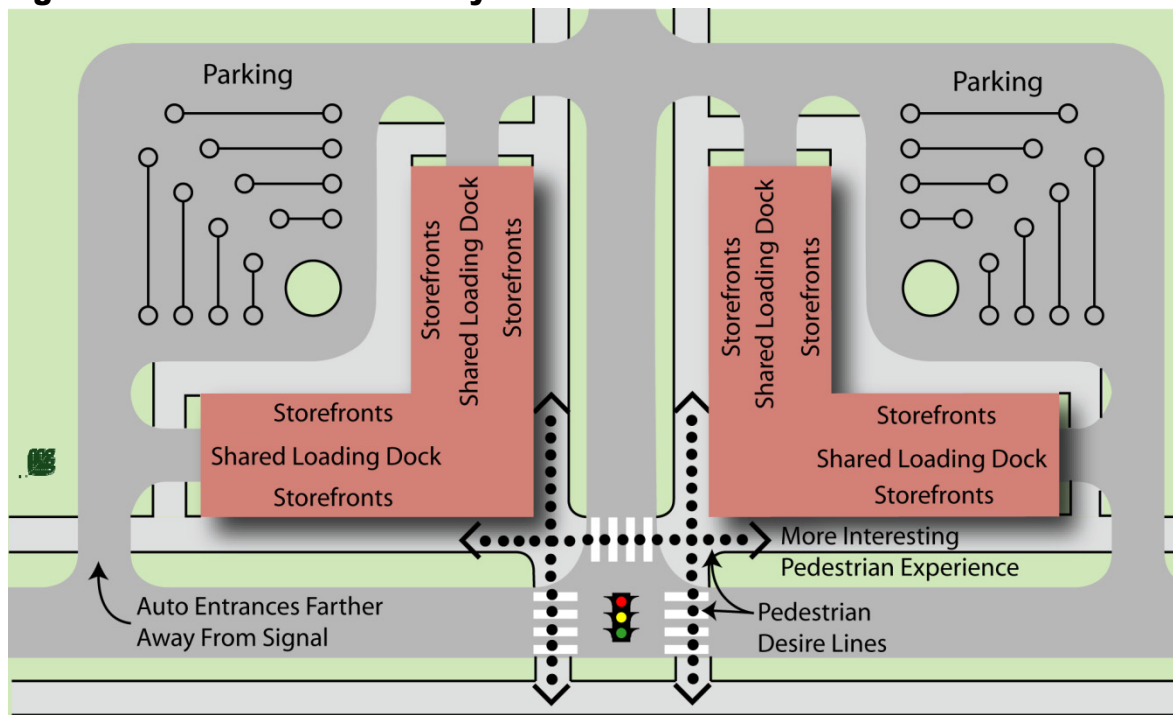 Parking
Parking
Storefronts
Shared Loading Dock
Storefronts
Storefronts
Shared Loading Dock
Storefronts
Storefronts
Shared Loading Dock
Storefronts
Storefronts
Shared Loading Dock
Storefronts
More Interesting
Pedestrian Experience
Auto Entrances Farther
Away From Signal
Pedestrian
Desire Lines